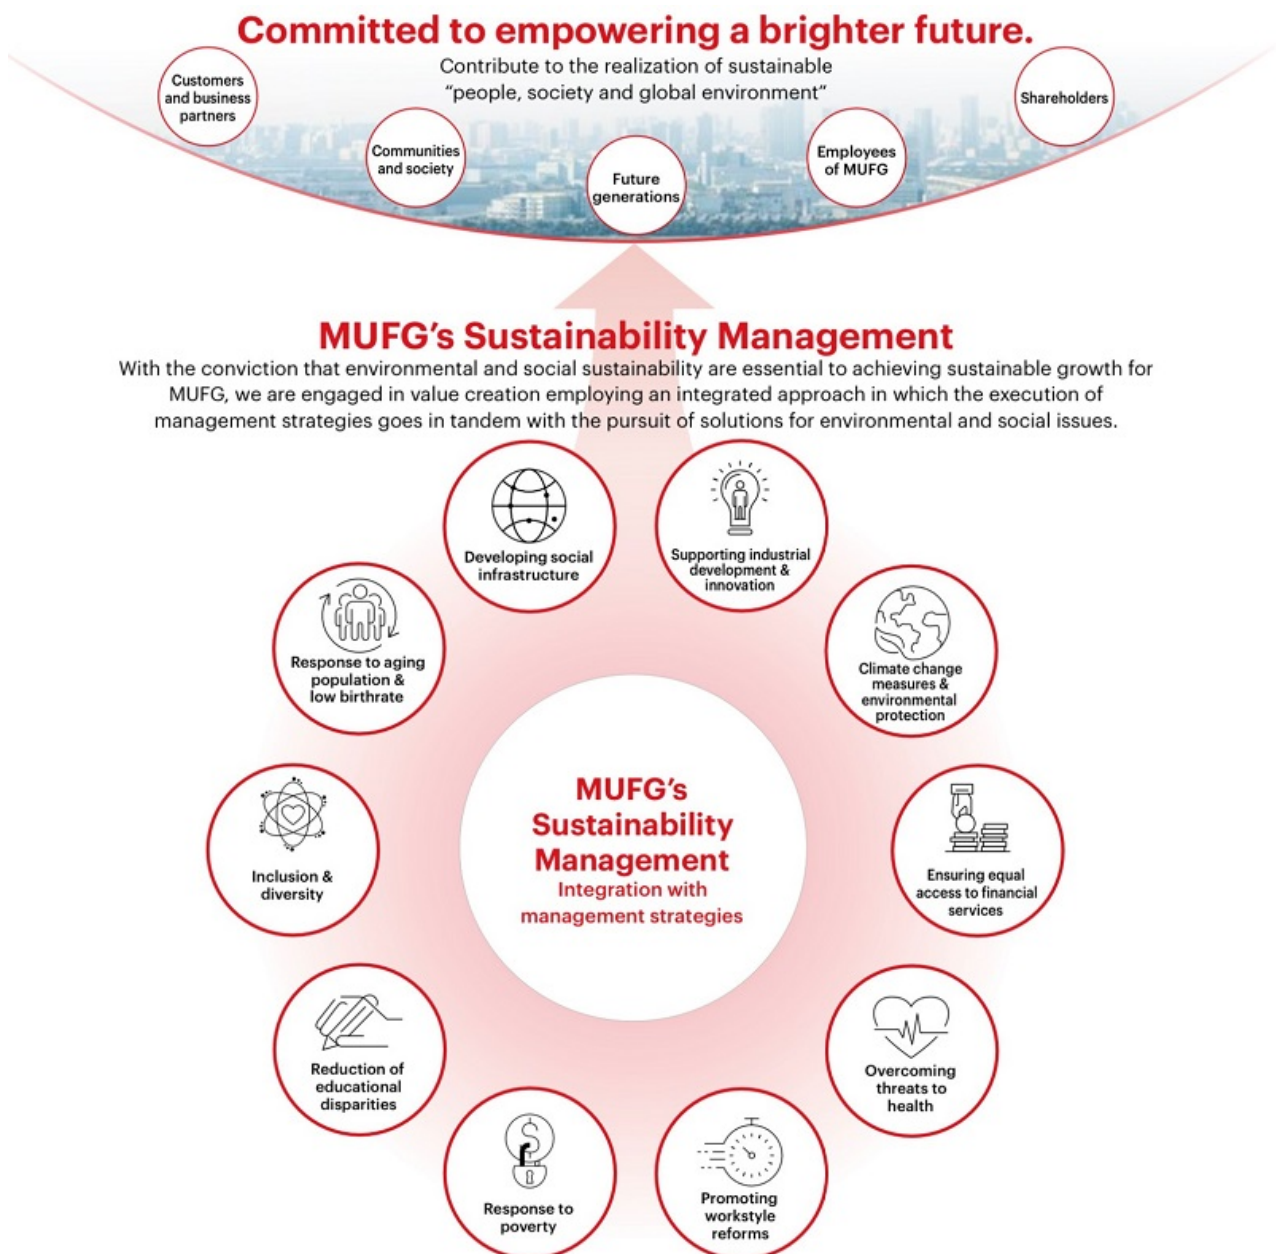 Committed to empowering a brighter future.
Contribute to the realization of sustainable
“people, society and global environment”
Customers
and business
partners
Communities
and society
Future
generations
Employees
of MUFG
Shareholders
MUFG’s Sustainability Management
With the conviction that environmental and social sustainability are essential to achieving sustainable growth for
MUFG, we are engaged in value creation employing an integrated approach in which the execution of
management strategies goes in tandem with the pursuit of solutions for environmental and social issues.
Developing social
infrastructure
Supporting industrial
development &
innovation
Response to aging
population &
low birthrate
Climate change
measures &
environmental
protection
Inclusion &
diversity
MUFG’s
Sustainability
Management
Integration with
management strategies
Ensuring equal
access to financial
services
Reduction of
educational
disparities
Overcoming
threats to
health
$
Response to
poverty
Promoting
workstyle
reforms